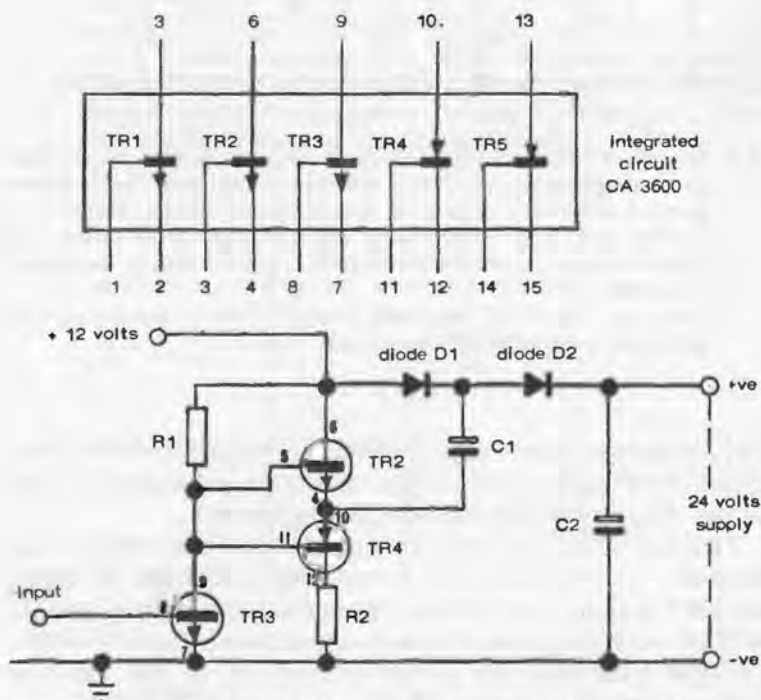 3 6 9 10. 13
TR1 TR2 TR3 TR4 TR5
integrated
circuit
CA 3600
1 2 3 4 8 7 11 12 14 15
+ 12 volts
diode D1 diode D2
+ve
R1
6
5
TR2
C1
4
10
24 volts
supply
C2
11
TR4
Input
9
8
TR3
R2
7
-ve